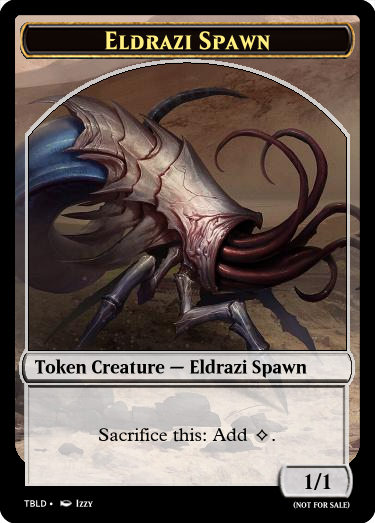 Eldrazi Spawn
Token Creature — Eldrazi Spawn
Sacrifice this: Add ⟡.
1/1
TBLD • Izzy
(NOT FOR SALE)